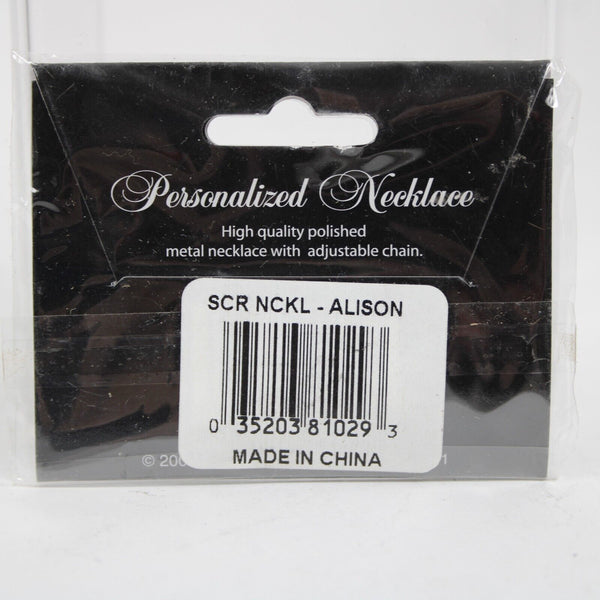 Personalized Necklace
High quality polished
metal necklace with adjustable chain.
SCR NCKL - ALISON
0 35203 81029 3
MADE IN CHINA
©